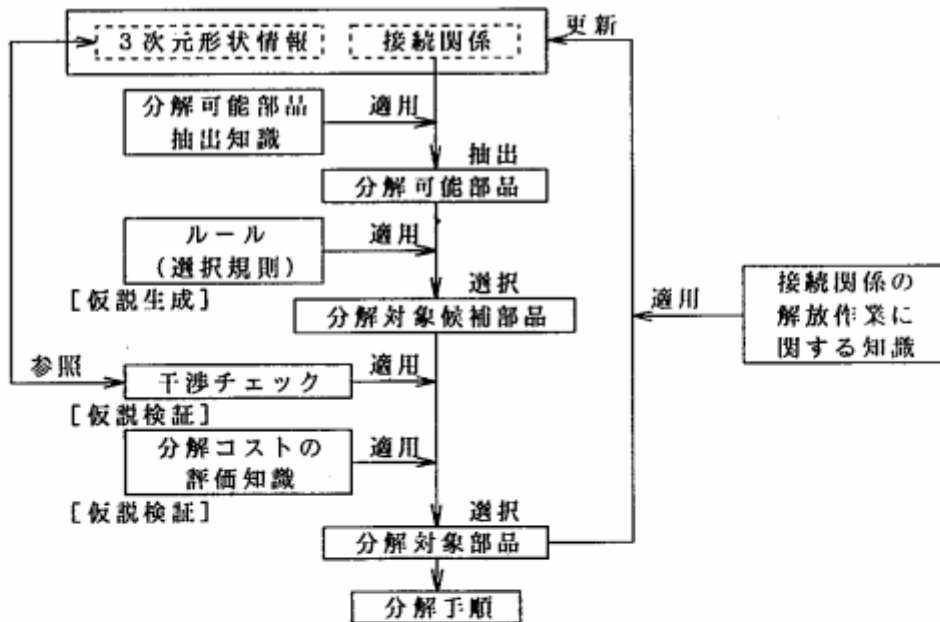 3次元形状情報
接続関係
更新
分解可能部品
抽出知識
適用
抽出
分解可能部品
ルール
(選択規則)
適用
[仮説生成]
選択
分解対象候補部品
適用
接続関係の
解放作業に
関する知識
参照
干渉チェック
適用
[仮説検証]
分解コストの
評価知識
適用
[仮説検証]
選択
分解対象部品
分解手順